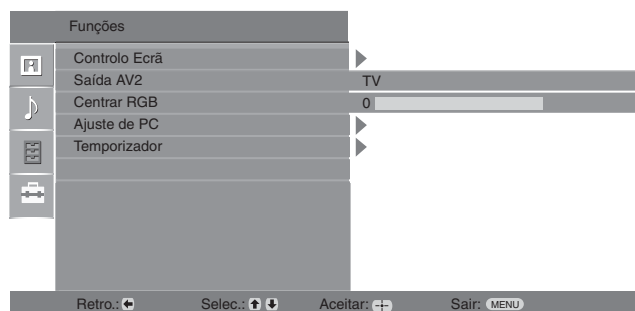 Funções
Controlo Ecrã
Saída AV2 TV
Centrar RGB 0
Ajuste de PC
Temporizador
Retro.: Selec.: Aceitar: Sair: MENU